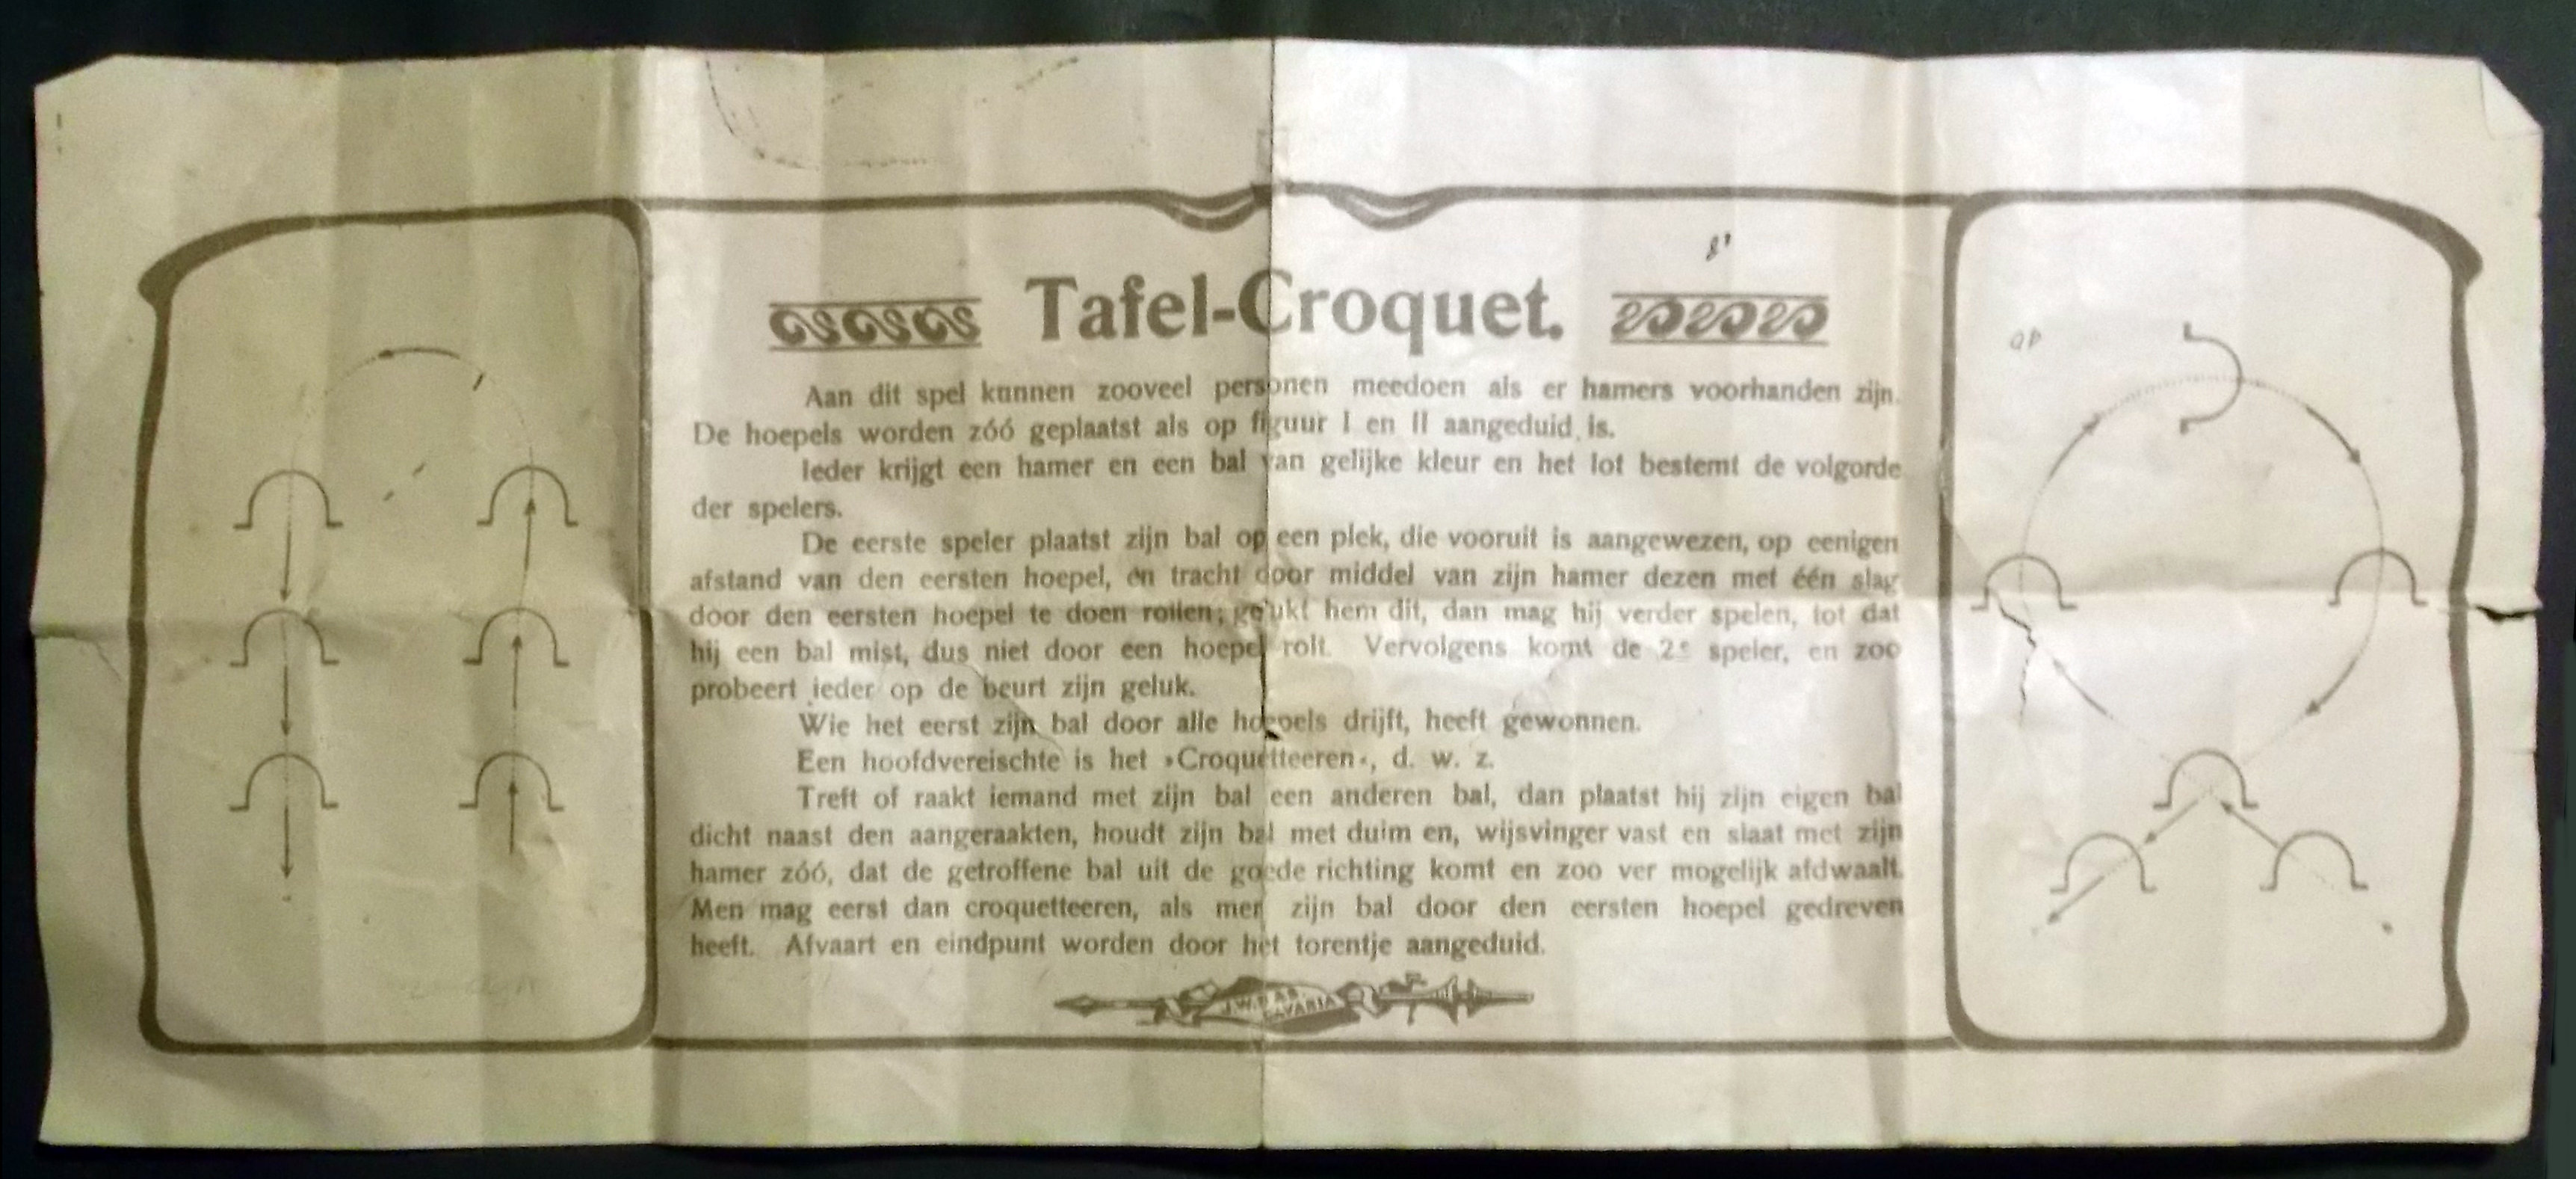 Tafel-Croquet.
Aan dit spel kunnen zooveel personen meedoen als er hamers voorhanden zijn.
De hoepels worden zóó geplaatst als op figuur I en II aangeduid is.
Ieder krijgt een hamer en een bal van gelijke kleur en het lot bestemt de volgorde
der spelers.
De eerste speler plaatst zijn bal op een plek, die vooruit is aangewezen, op eenigen
afstand van den eersten hoepel, en tracht door middel van zijn hamer dezen met één slag
door den eersten hoepel te doen rollen; gelukt hem dit, dan mag hij verder spelen, tot dat
hij een bal mist, dus niet door een hoepel rolt. Vervolgens komt de 2e speler, en zoo
probeert ieder op de beurt zijn geluk.
Wie het eerst zijn bal door alle hoepels drijft, heeft gewonnen.
Een hoofdvereischte is het »Croquetteeren«, d. w. z.
Treft of raakt iemand met zijn bal een anderen bal, dan plaatst hij zijn eigen bal
dicht naast den aangeraakten, houdt zijn bal met duim en, wijsvinger vast en slaat met zijn
hamer zóó, dat de getroffene bal uit de goede richting komt en zoo ver mogelijk afdwaalt.
Men mag eerst dan croquetteeren, als men zijn bal door den eersten hoepel gedreven
heeft. Afvaart en eindpunt worden door het torentje aangeduid.
BAVARIA